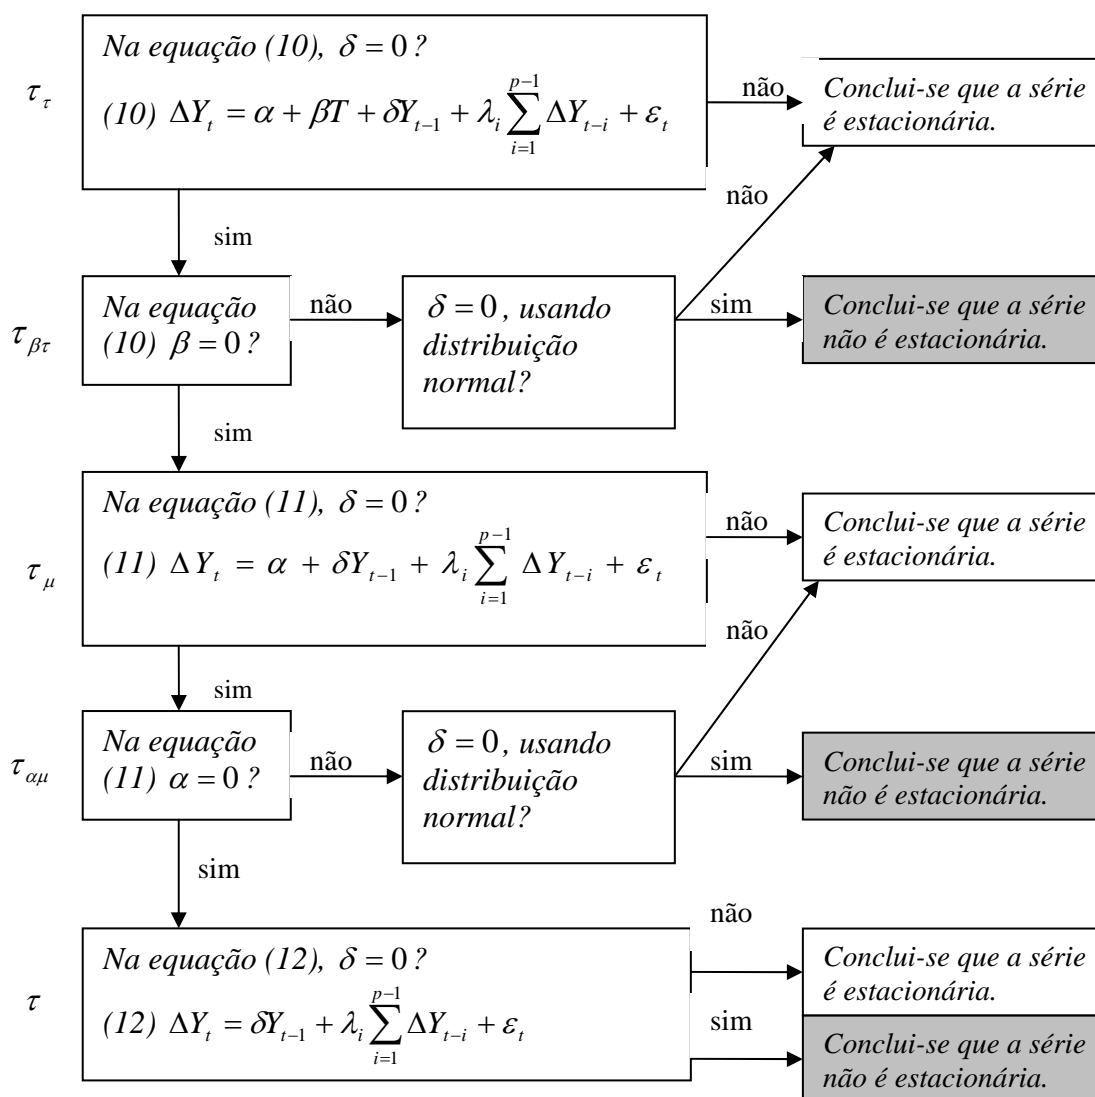 Na equação (10), δ = 0 ?
τ_τ
(10) ΔY_t = α + βT + δY_{t−1} + λ_i ∑_{i=1}^{p−1} ΔY_{t−i} + ε_t
não
Conclui-se que a série
é estacionária.
não
sim
τ_{βτ}
Na equação
(10) β = 0 ?
não
δ = 0 , usando
distribuição
normal?
sim
Conclui-se que a série
não é estacionária.
sim
Na equação (11), δ = 0 ?
τ_μ
(11) ΔY_t = α + δY_{t−1} + λ_i ∑_{i=1}^{p−1} ΔY_{t−i} + ε_t
não
Conclui-se que a série
é estacionária.
não
sim
τ_{αμ}
Na equação
(11) α = 0 ?
não
δ = 0 , usando
distribuição
normal?
sim
Conclui-se que a série
não é estacionária.
sim
Na equação (12), δ = 0 ?
τ
(12) ΔY_t = δY_{t−1} + λ_i ∑_{i=1}^{p−1} ΔY_{t−i} + ε_t
não
Conclui-se que a série
é estacionária.
sim
Conclui-se que a série
não é estacionária.